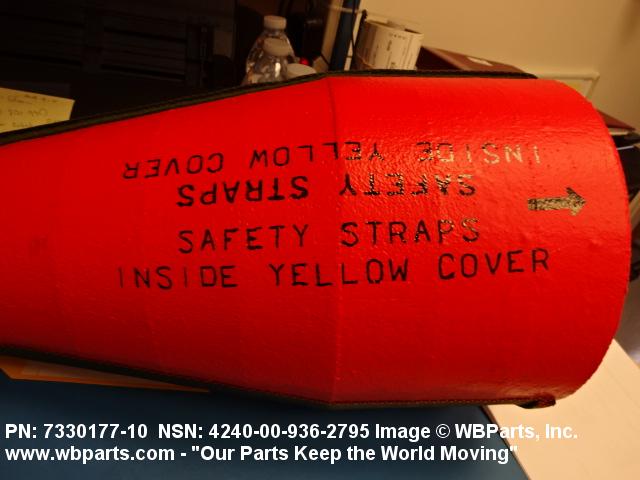 INSIDE YELLOW COVER
SAFETY STRAPS
SAFETY STRAPS
INSIDE YELLOW COVER
PN: 7330177-10 NSN: 4240-00-936-2795 Image © WBParts, Inc.
www.wbparts.com - "Our Parts Keep the World Moving"